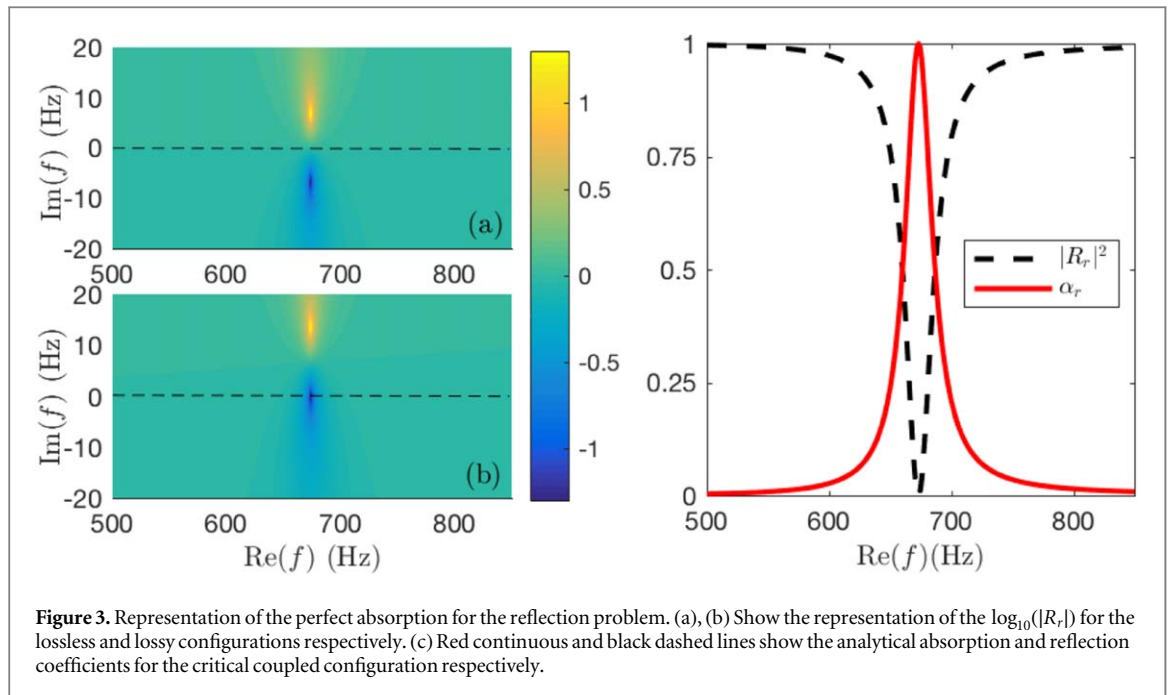 20
10
0
-10
-20
Im(f) (Hz)
(a)
500 600 700 800
20
10
0
-10
-20
Im(f) (Hz)
(b)
500 600 700 800
Re(f) (Hz)
1
0.5
0
-0.5
-1
1
0.75
0.5
0.25
0
|R_r|^2
α_r
500 600 700 800
Re(f)(Hz)
Figure 3. Representation of the perfect absorption for the reflection problem. (a), (b) Show the representation of the log10(|R_r|) for the
lossless and lossy configurations respectively. (c) Red continuous and black dashed lines show the analytical absorption and reflection
coefficients for the critical coupled configuration respectively.